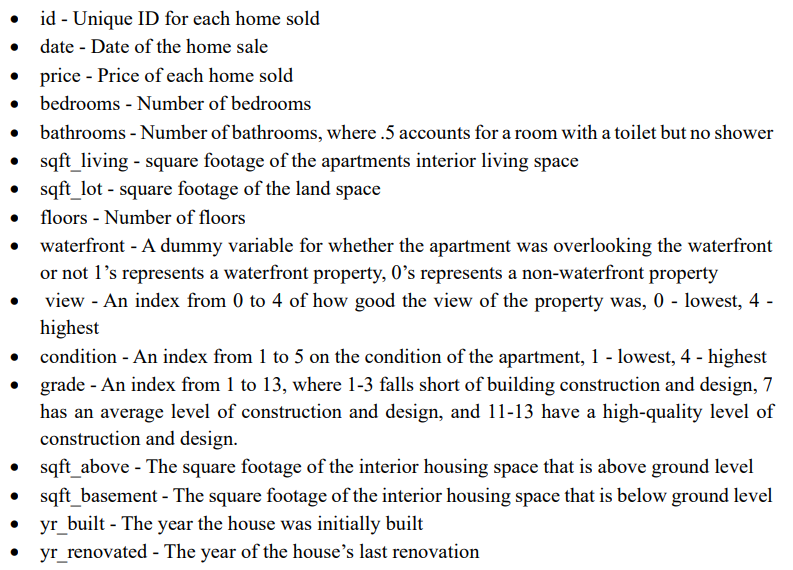 • id - Unique ID for each home sold
• date - Date of the home sale
• price - Price of each home sold
• bedrooms - Number of bedrooms
• bathrooms - Number of bathrooms, where .5 accounts for a room with a toilet but no shower
• sqft_living - square footage of the apartments interior living space
• sqft_lot - square footage of the land space
• floors - Number of floors
• waterfront - A dummy variable for whether the apartment was overlooking the waterfront
or not 1’s represents a waterfront property, 0’s represents a non-waterfront property
• view - An index from 0 to 4 of how good the view of the property was, 0 - lowest, 4 -
highest
• condition - An index from 1 to 5 on the condition of the apartment, 1 - lowest, 4 - highest
• grade - An index from 1 to 13, where 1-3 falls short of building construction and design, 7
has an average level of construction and design, and 11-13 have a high-quality level of
construction and design.
• sqft_above - The square footage of the interior housing space that is above ground level
• sqft_basement - The square footage of the interior housing space that is below ground level
• yr_built - The year the house was initially built
• yr_renovated - The year of the house’s last renovation